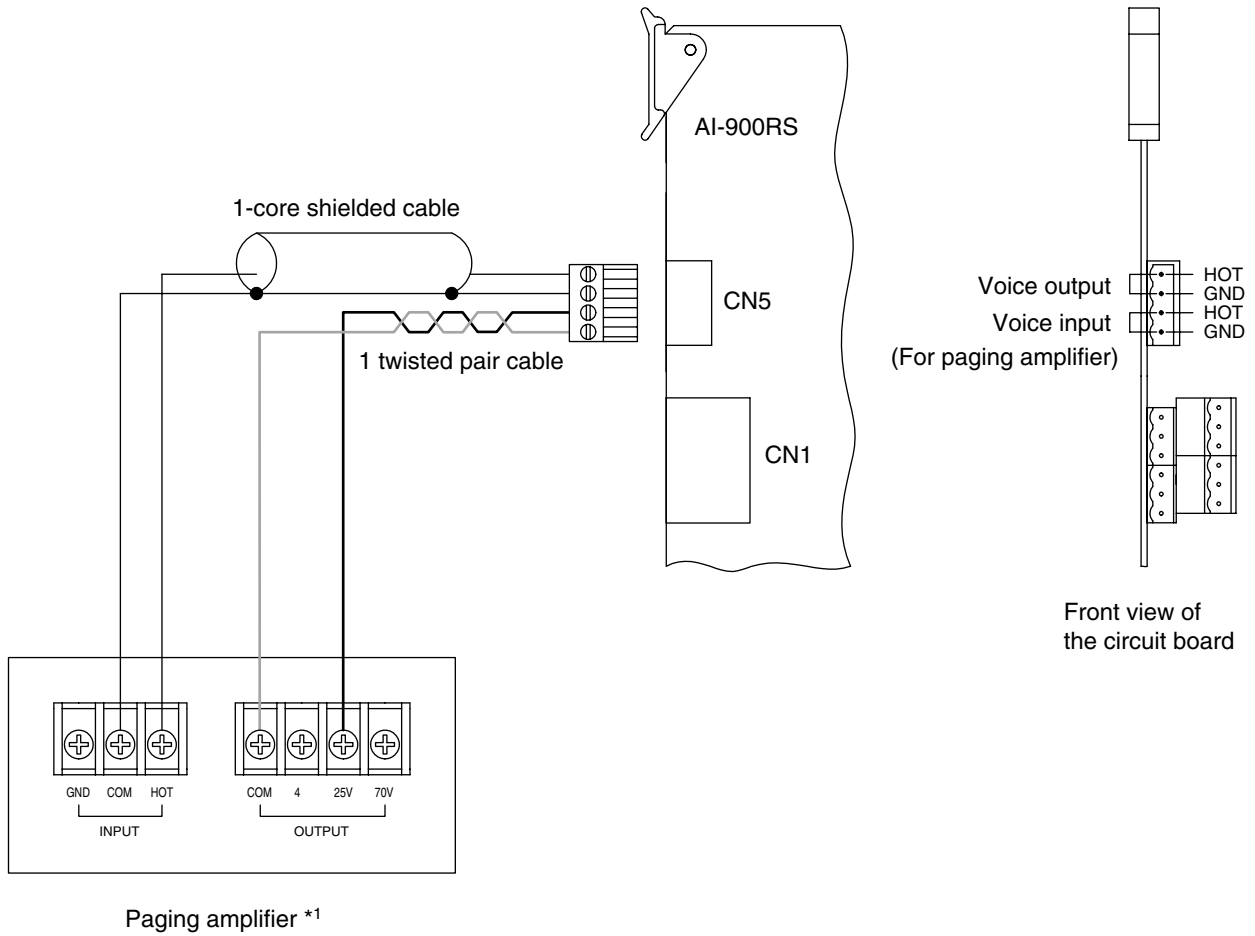 AI-900RS
1-core shielded cable
CN5
1 twisted pair cable
CN1
Voice output
HOT
GND
Voice input
HOT
GND
(For paging amplifier)
Front view of
the circuit board
GND COM HOT
INPUT
COM 4 25V 70V
OUTPUT
Paging amplifier *1